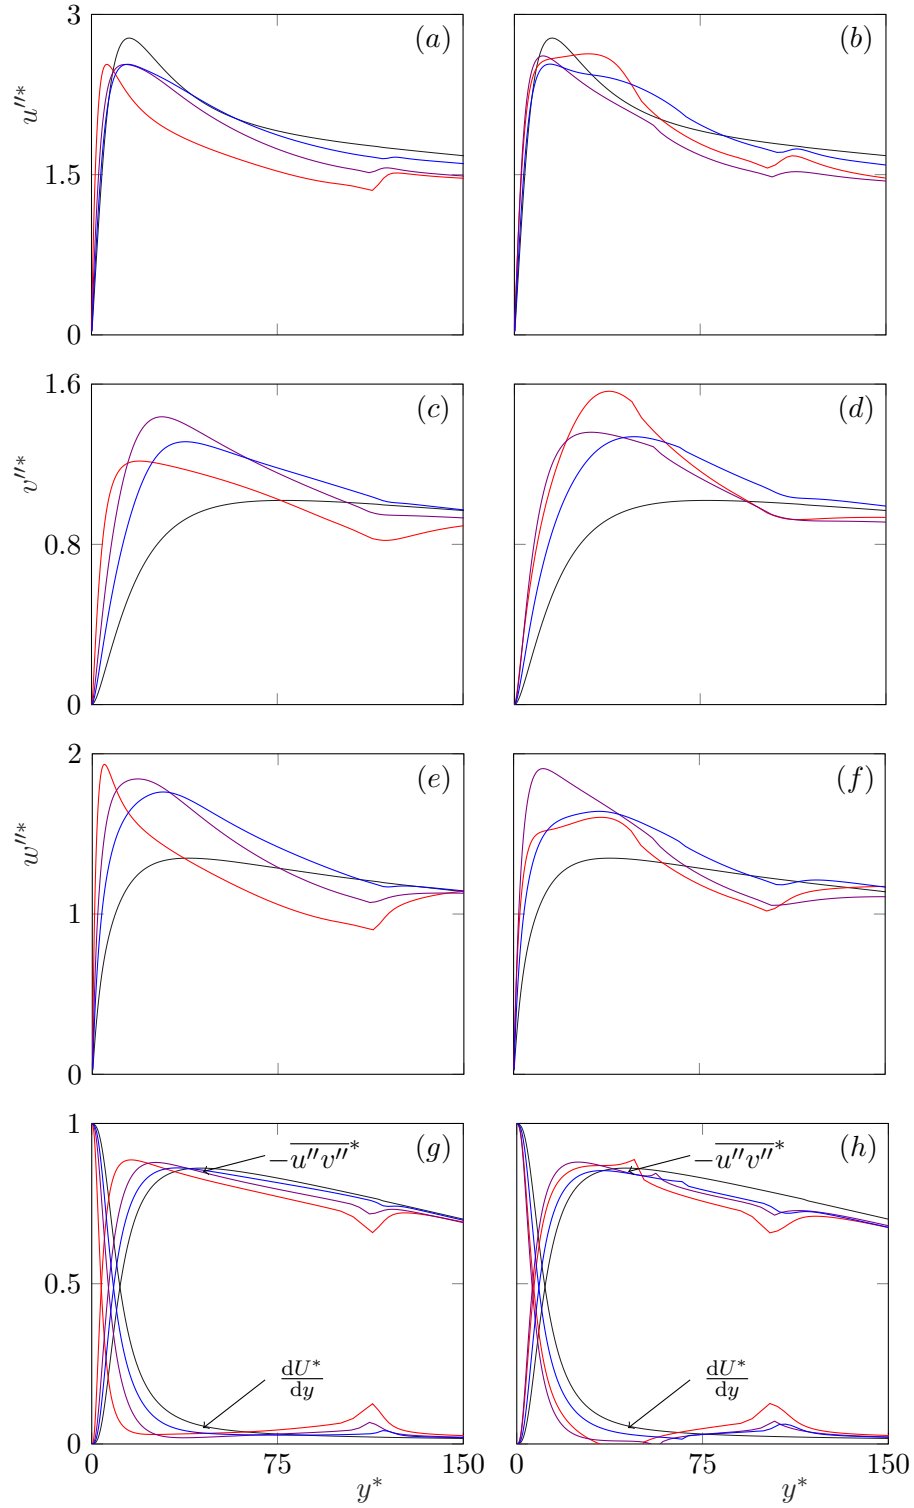 3
(a)
(b)
u''*
1.5
0
1.6
(c)
(d)
v''*
0.8
0
2
(e)
(f)
w''*
1
0
1
(g)
(h)
−u''v''*
−u''v''*
0.5
dU*
dy
dU*
dy
0
0
75
150
0
75
150
y*
y*